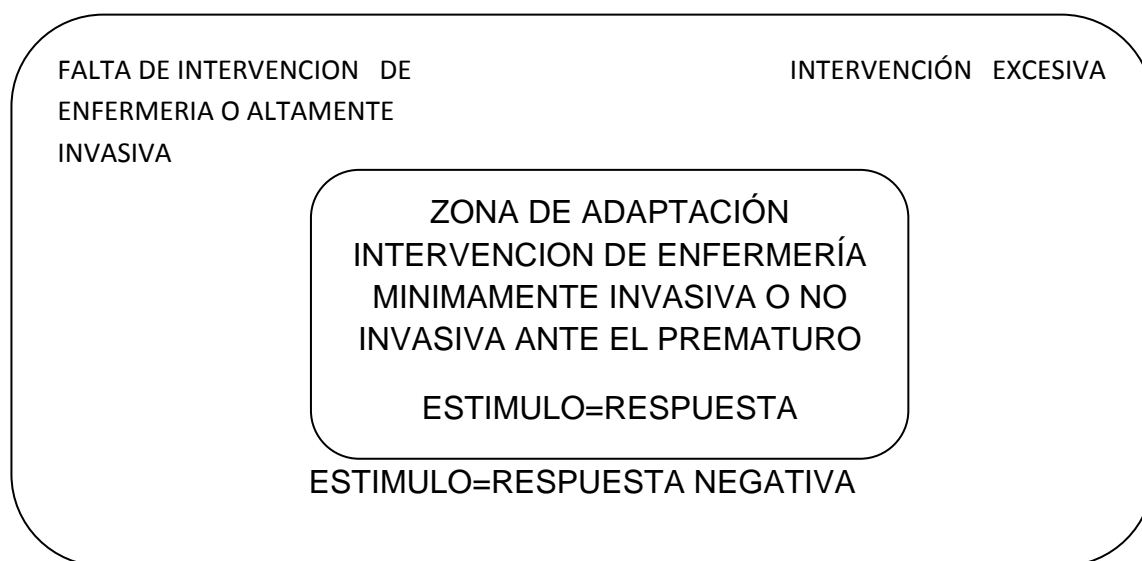 FALTA DE INTERVENCION DE
ENFERMERIA O ALTAMENTE
INVASIVA
INTERVENCIÓN EXCESIVA
ZONA DE ADAPTACIÓN
INTERVENCION DE ENFERMERÍA
MINIMAMENTE INVASIVA O NO
INVASIVA ANTE EL PREMATURO
ESTIMULO=RESPUESTA
ESTIMULO=RESPUESTA NEGATIVA